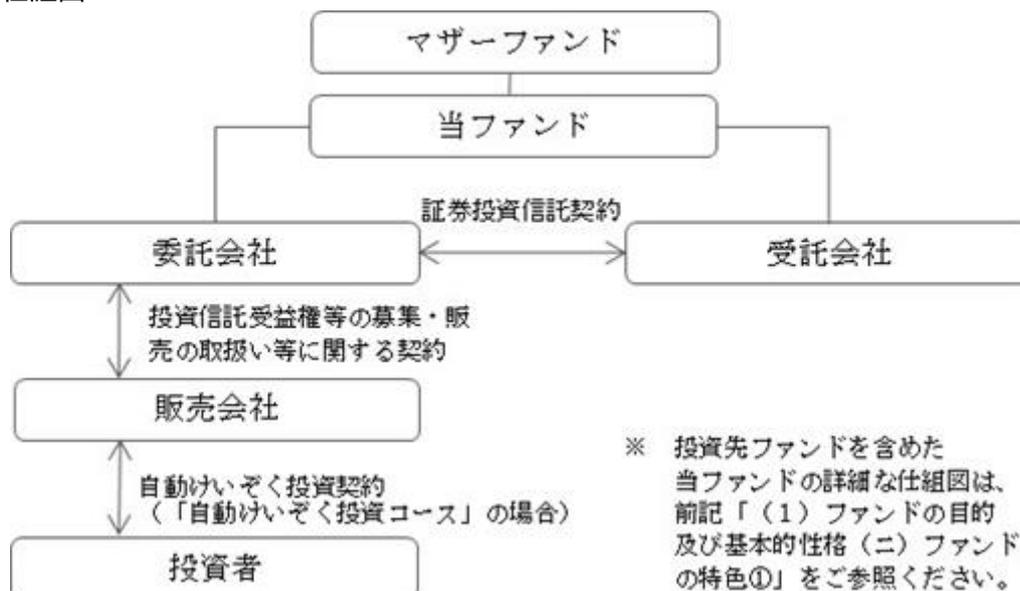 マザーファンド
当ファンド
証券投資信託契約
委託会社
受託会社
投資信託受益権等の募集・販
売の取扱い等に関する契約
販売会社
自動けいぞく投資契約
（「自動けいぞく投資コース」の場合）
投資者
※ 投資先ファンドを含めた
当ファンドの詳細な仕組図は、
前記「（１）ファンドの目的
及び基本的性格（ニ）ファンド
の特色①」をご参照ください。